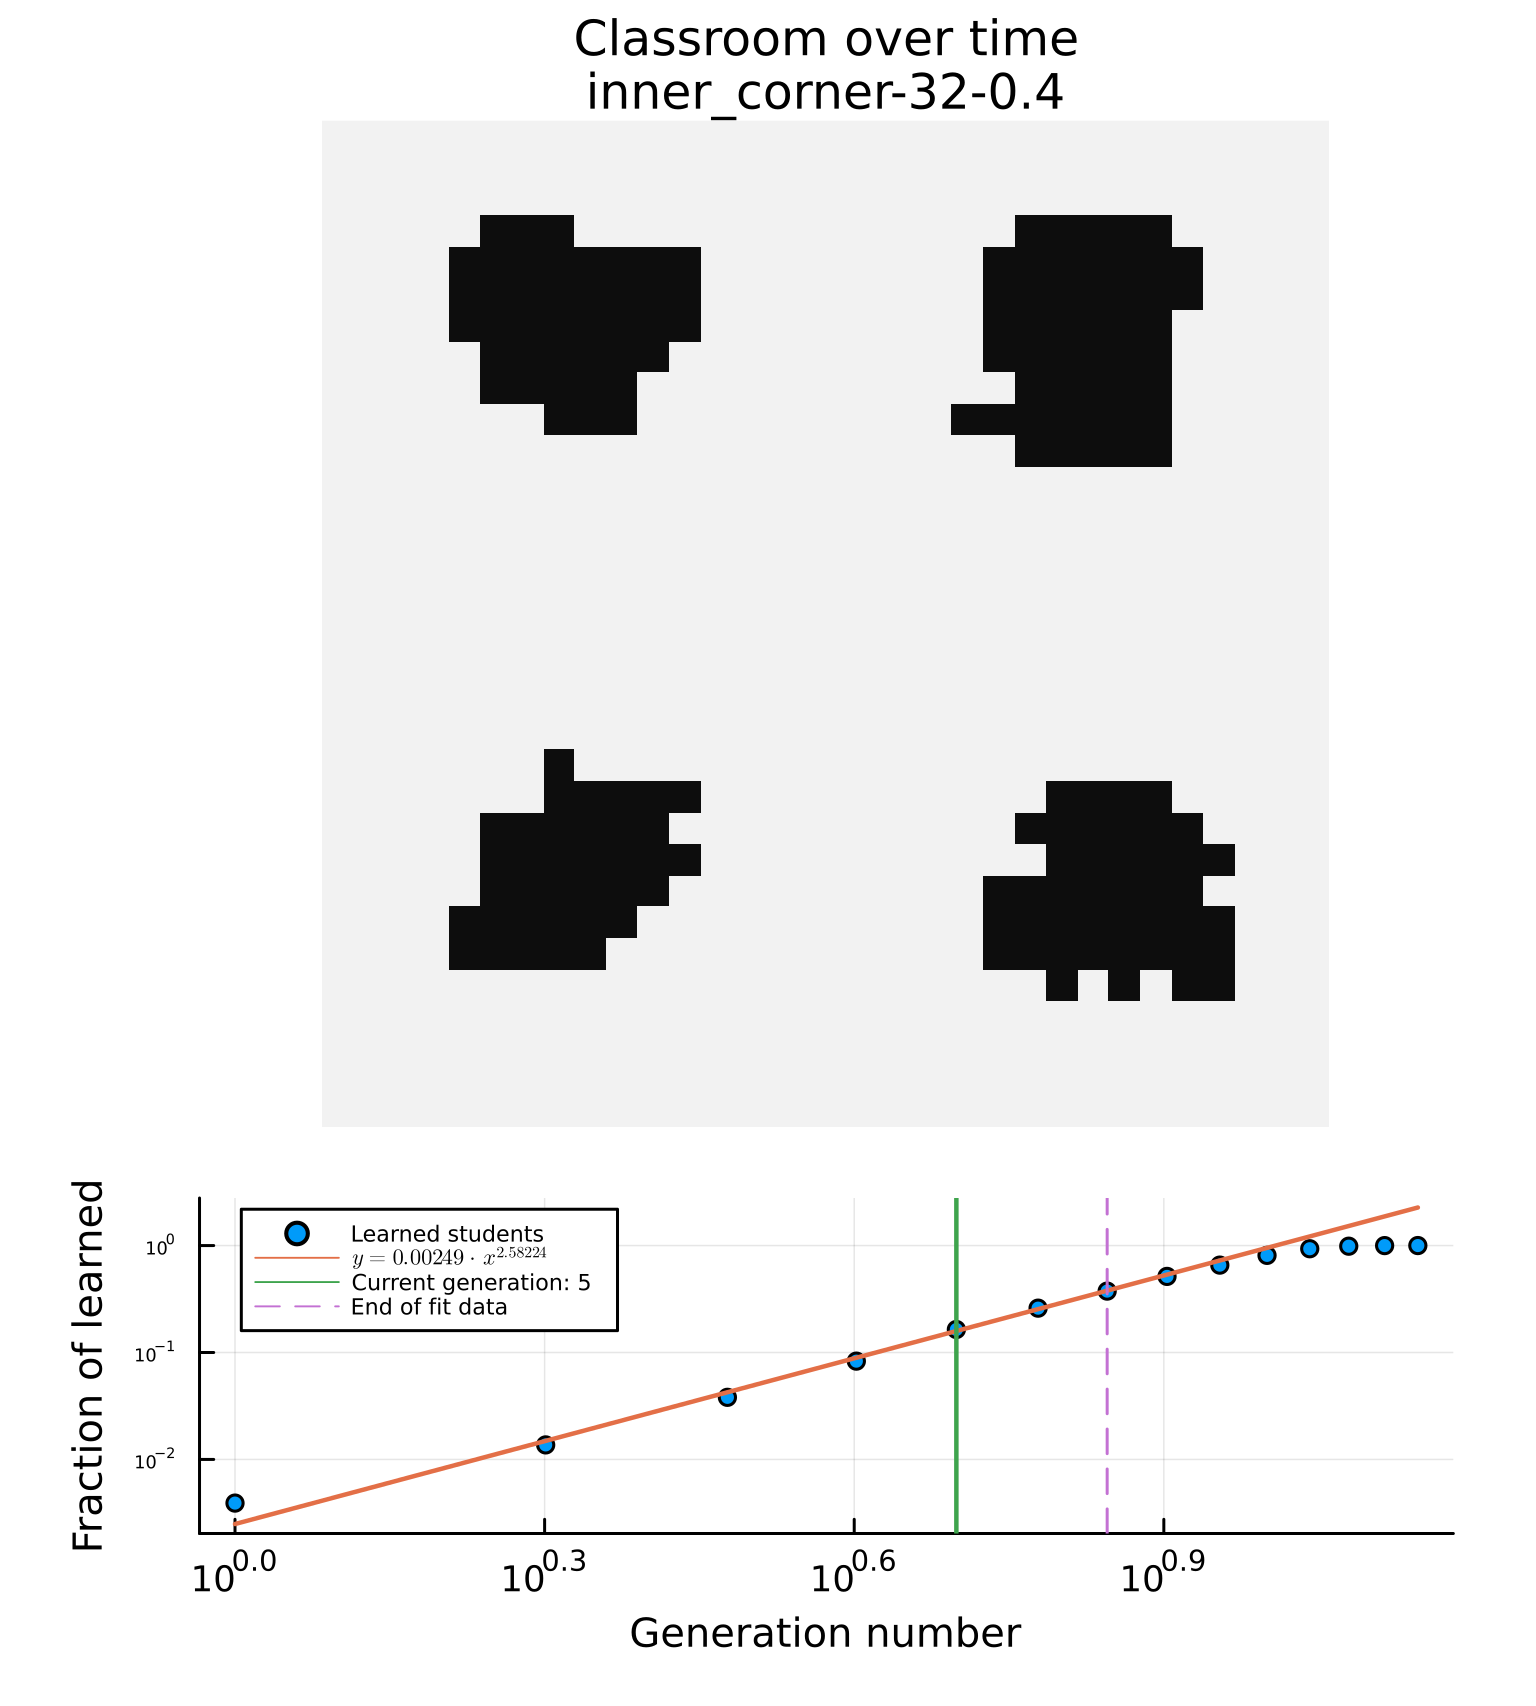 Classroom over time
inner_corner-32-0.4
Fraction of learned
Learned students
y = 0.00249 · x^2.58224
Current generation: 5
End of fit data
10^0
10^−1
10^−2
10^0.0
10^0.3
10^0.6
10^0.9
Generation number